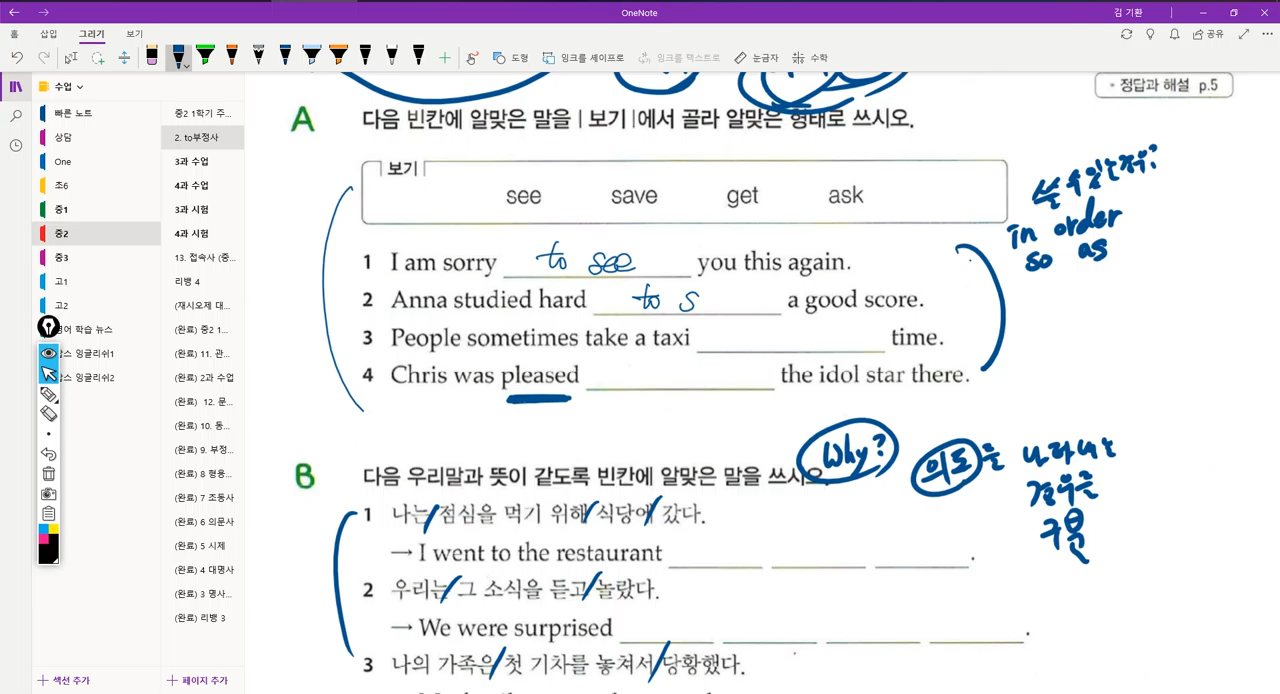 OneNote
김 기환
홈 삽입 그리기 보기
공유
도형 잉크를 셰이프로 잉크를 텍스트로 눈금자 수학
수업
빠른 노트
상담
One
초6
중1
중2
중3
고1
고2
영어 학습 뉴스
스 잉글리쉬1
스 잉글리쉬2
섹션 추가
중2 1학기 주...
2. to부정사
3과 수업
4과 수업
3과 시험
4과 시험
13. 접속사 (중...
리뱅 4
(재시오제 대...
(완료) 중2 1...
(완료) 11. 관...
(완료) 2과 수업
(완료) 12. 문...
(완료) 10. 동...
(완료) 9. 부정...
(완료) 8 형용...
(완료) 7 조동사
(완료) 6 의문사
(완료) 5 시제
(완료) 4 대명사
(완료) 3 명사...
(완료) 리뱅 3
페이지 추가
정답과 해설 p.5
A 다음 빈칸에 알맞은 말을 | 보기 |에서 골라 알맞은 형태로 쓰시오.
보기
see save get ask
쓸 수 있는 경우?
in order
so as
1 I am sorry to see you this again.
2 Anna studied hard to s a good score.
3 People sometimes take a taxi ____ time.
4 Chris was pleased ____ the idol star there.
Why? 의도를 나타내는
경우를
구분
B 다음 우리말과 뜻이 같도록 빈칸에 알맞은 말을 쓰시오.
1 나는/점심을 먹기 위해/식당에/갔다.
→ I went to the restaurant ____ ____ ____.
2 우리는/그 소식을 듣고/놀랐다.
→ We were surprised ____ ____ ____ ____.
3 나의 가족은/첫 기차를 놓쳐서/당황했다.